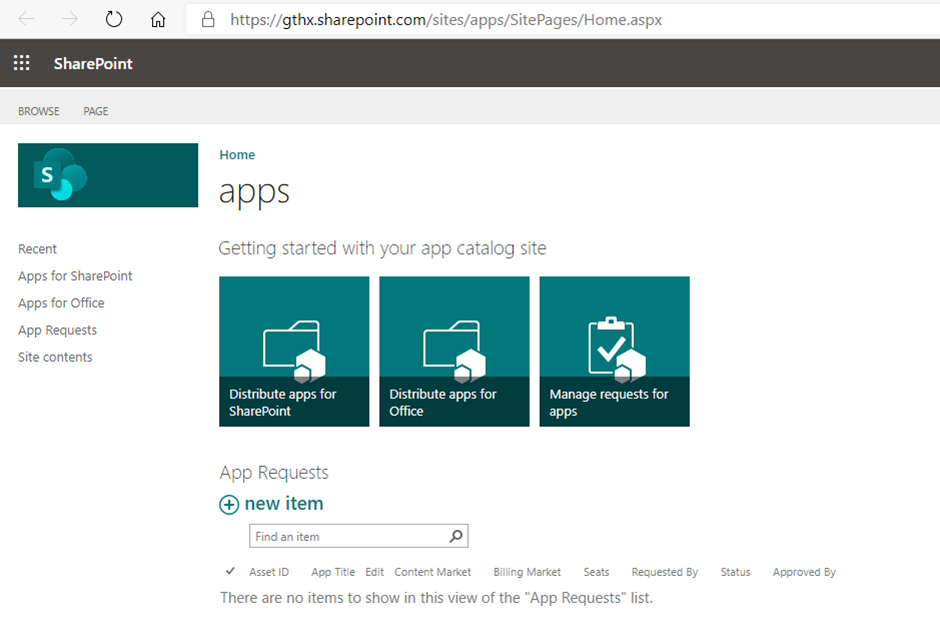 https://gthx.sharepoint.com/sites/apps/SitePages/Home.aspx
SharePoint
BROWSE PAGE
S
Home
apps
Recent
Apps for SharePoint
Apps for Office
App Requests
Site contents
Getting started with your app catalog site
Distribute apps for
SharePoint
Distribute apps for
Office
Manage requests for
apps
App Requests
new item
Find an item
Asset ID App Title Edit Content Market Billing Market Seats Requested By Status Approved By
There are no items to show in this view of the "App Requests" list.